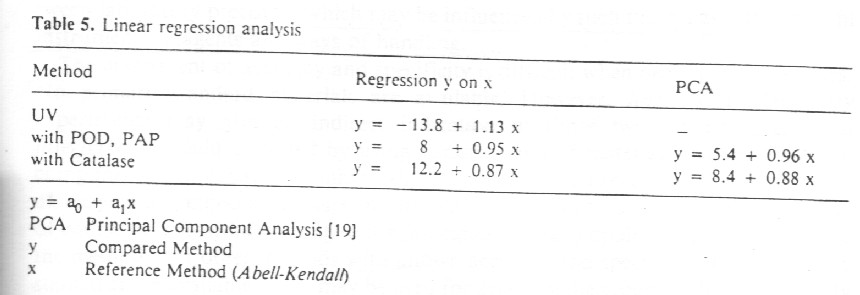 Table 5. Linear regression analysis
Method Regression y on x PCA
UV y = – 13.8 + 1.13 x –
with POD, PAP y = 8 + 0.95 x y = 5.4 + 0.96 x
with Catalase y = 12.2 + 0.87 x y = 8.4 + 0.88 x
y = a₀ + a₁x
PCA Principal Component Analysis [19]
y Compared Method
x Reference Method (Abell-Kendall)